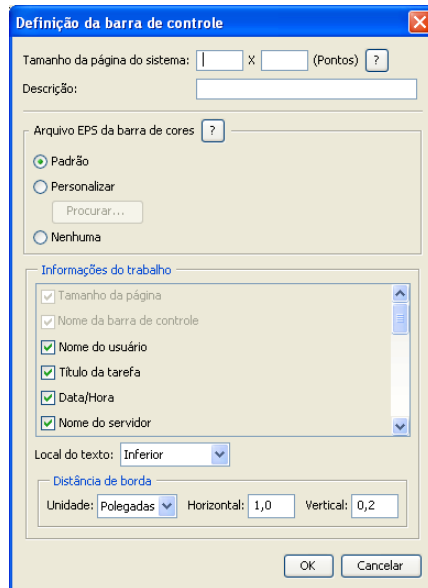 Definição da barra de controle
Tamanho da página do sistema: X (Pontos) ?
Descrição:
Arquivo EPS da barra de cores ?
Padrão
Personalizar
Procurar...
Nenhuma
Informações do trabalho
Tamanho da página
Nome da barra de controle
Nome do usuário
Título da tarefa
Data/Hora
Nome do servidor
Local do texto: Inferior
Distância de borda
Unidade: Polegadas Horizontal: 1,0 Vertical: 0,2
OK Cancelar